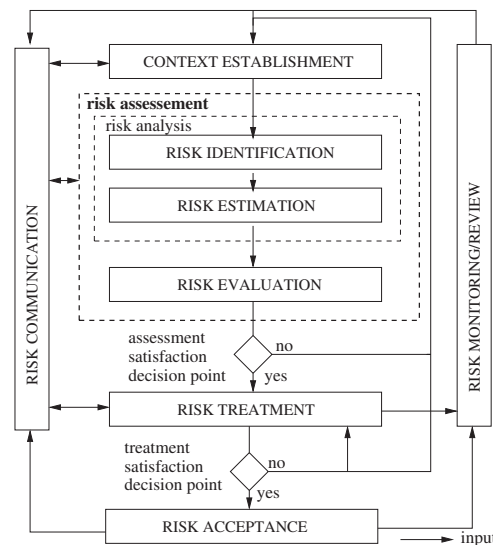 CONTEXT ESTABLISHMENT
risk assessement
risk analysis
RISK IDENTIFICATION
RISK ESTIMATION
RISK EVALUATION
RISK COMMUNICATION
RISK MONITORING/REVIEW
assessment
satisfaction
decision point
no
yes
RISK TREATMENT
treatment
satisfaction
decision point
no
yes
RISK ACCEPTANCE
input